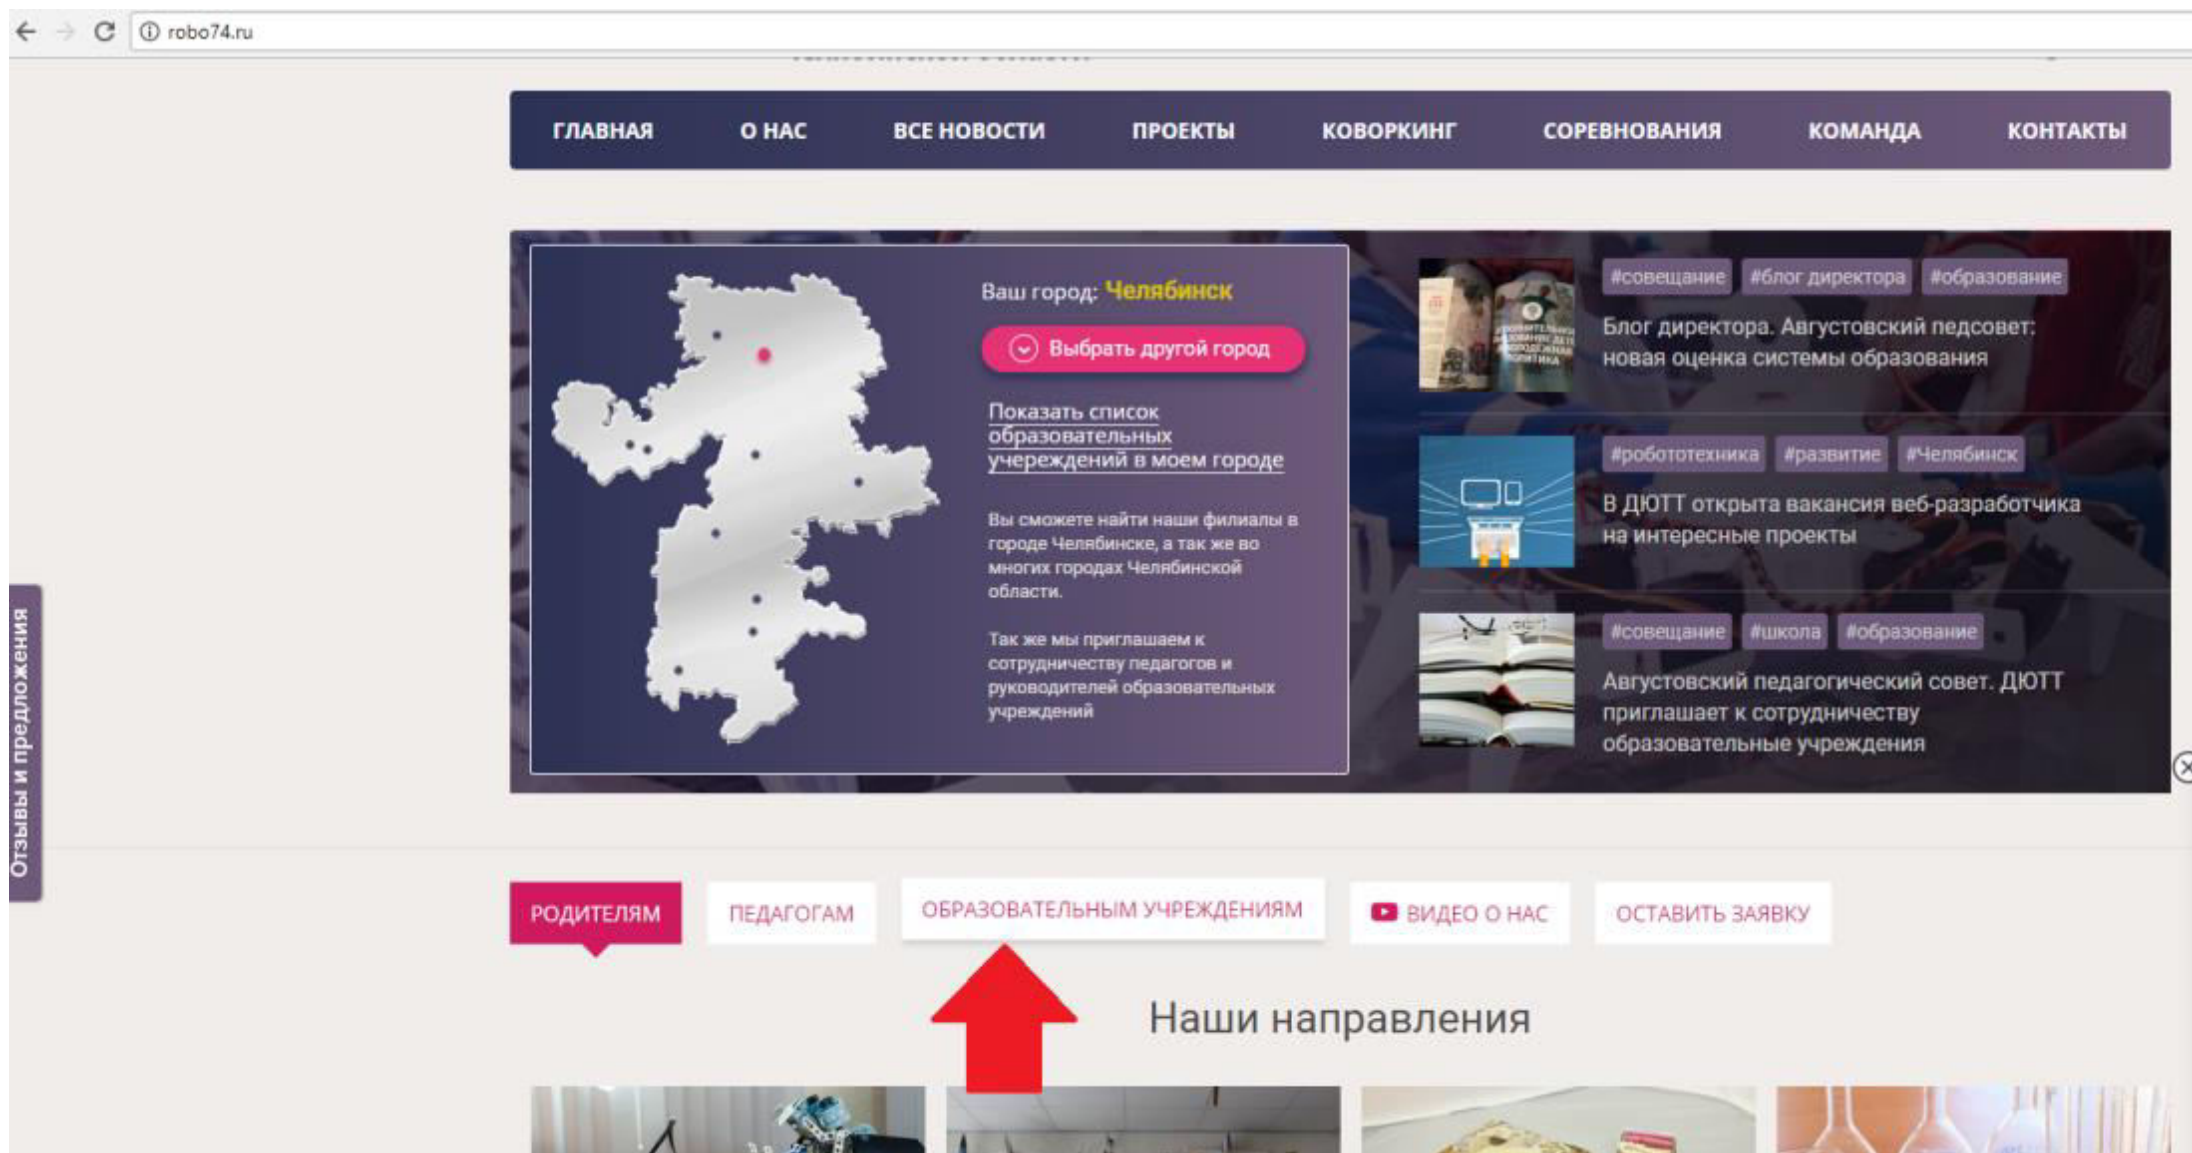 robo74.ru
ГЛАВНАЯ О НАС ВСЕ НОВОСТИ ПРОЕКТЫ КОВОРКИНГ СОРЕВНОВАНИЯ КОМАНДА КОНТАКТЫ
Ваш город: Челябинск
Выбрать другой город
Показать список
образовательных
учереждений в моем городе
Вы сможете найти наши филиалы в
городе Челябинске, а так же во
многих городах Челябинской
области.
Так же мы приглашаем к
сотрудничеству педагогов и
руководителей образовательных
учреждений
#совещание #блог директора #образование
Блог директора. Августовский педсовет:
новая оценка системы образования
#робототехника #развитие #Челябинск
В ДЮТТ открыта вакансия веб-разработчика
на интересные проекты
#совещание #школа #образование
Августовский педагогический совет. ДЮТТ
приглашает к сотрудничеству
образовательные учреждения
Отзывы и предложения
РОДИТЕЛЯМ ПЕДАГОГАМ ОБРАЗОВАТЕЛЬНЫМ УЧРЕЖДЕНИЯМ ВИДЕО О НАС ОСТАВИТЬ ЗАЯВКУ
Наши направления